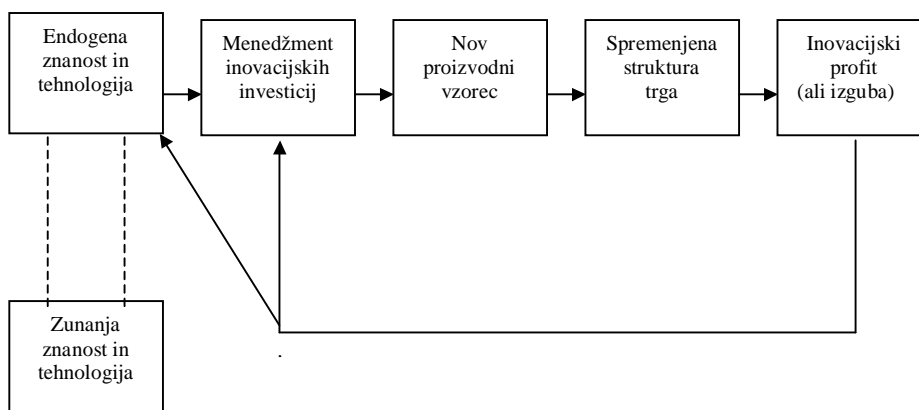 Endogena
znanost in
tehnologija
Menedžment
inovacijskih
investicij
Nov
proizvodni
vzorec
Spremenjena
struktura
trga
Inovacijski
profit
(ali izguba)
Zunanja
znanost in
tehnologija
.